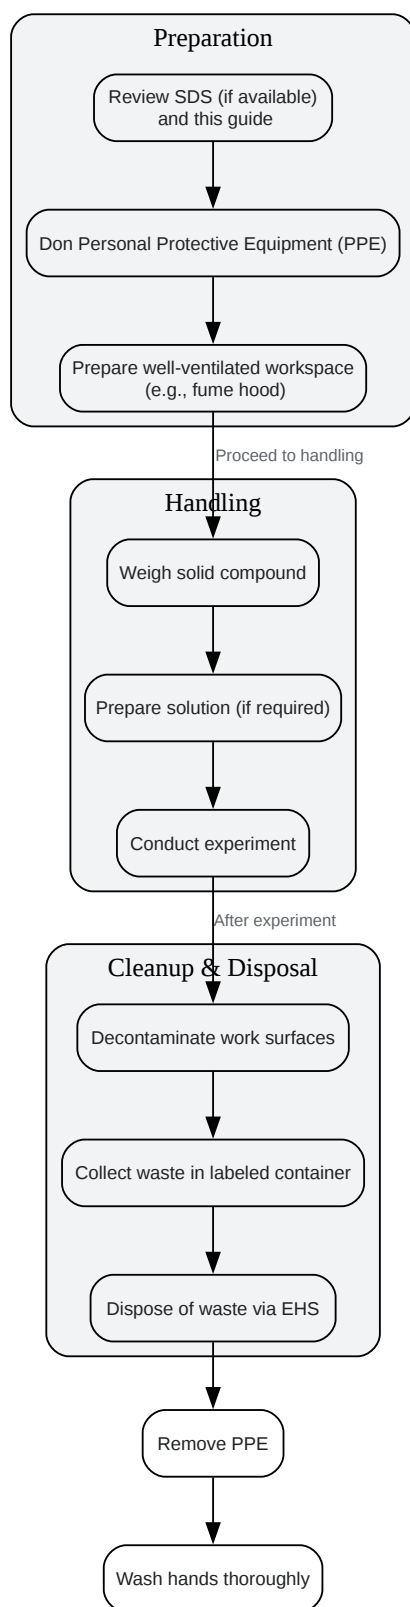 Preparation
Review SDS (if available)
and this guide
Don Personal Protective Equipment (PPE)
Prepare well-ventilated workspace
(e.g., fume hood)
Proceed to handling
Handling
Weigh solid compound
Prepare solution (if required)
Conduct experiment
After experiment
Cleanup & Disposal
Decontaminate work surfaces
Collect waste in labeled container
Dispose of waste via EHS
Remove PPE
Wash hands thoroughly